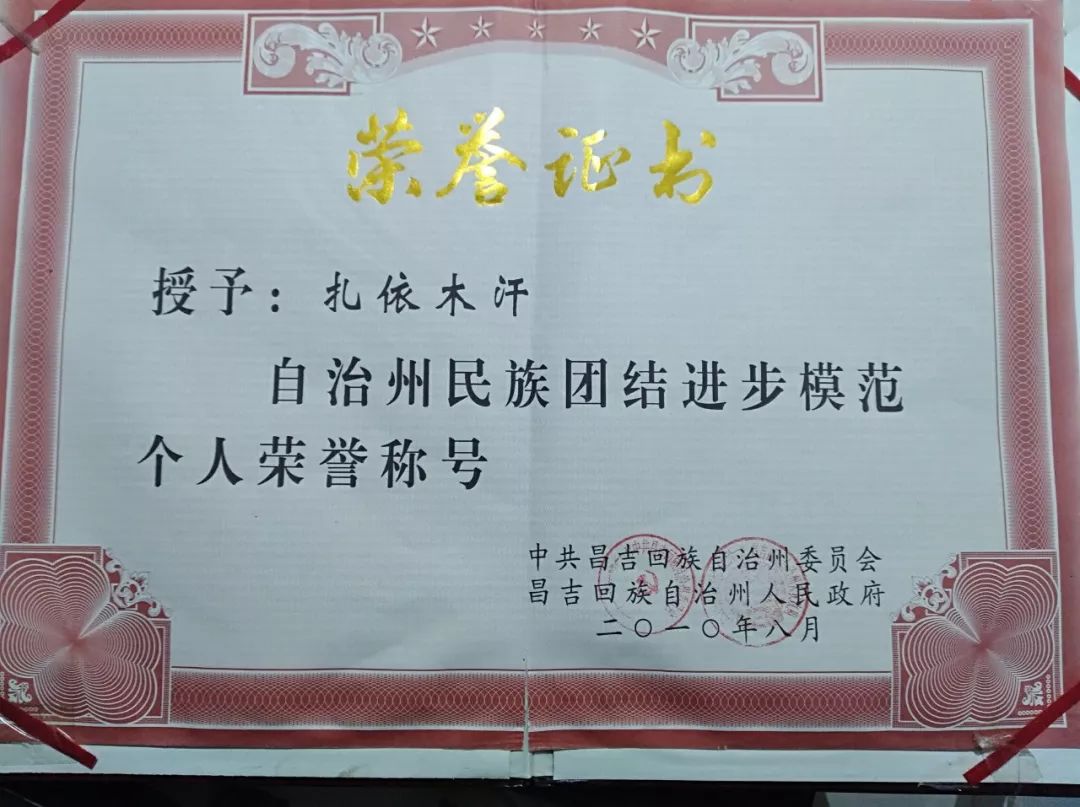 荣誉证书
授予：扎依木汗
自治州民族团结进步模范
个人荣誉称号
中共昌吉回族自治州委员会
昌吉回族自治州人民政府
二〇一〇年八月